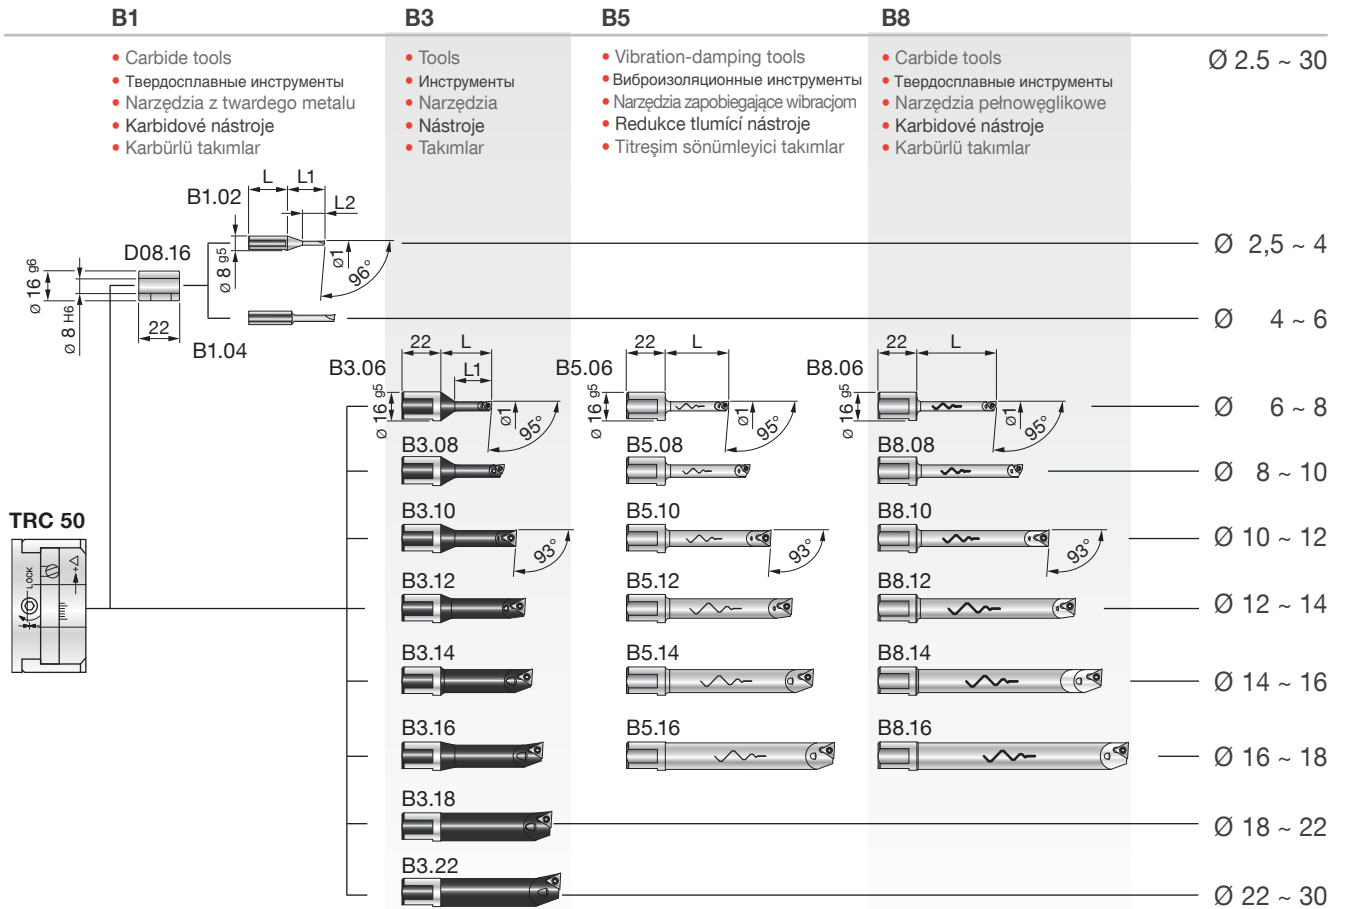 B1
B3
B5
B8
• Carbide tools
• Твердосплавные инструменты
• Narzędzia z twardego metalu
• Karbidové nástroje
• Karbürlü takımlar
• Tools
• Инструменты
• Narzędzia
• Nástroje
• Takımlar
• Vibration-damping tools
• Виброизоляционные инструменты
• Narzędzia zapobiegające wibracjom
• Redukce tlumící nástroje
• Titreşim sönümleyici takımlar
• Carbide tools
• Твердосплавные инструменты
• Narzędzia pełnowęglikowe
• Karbidové nástroje
• Karbürlü takımlar
Ø 2.5 ~ 30
L L1
B1.02
L2
D08.16
Ø 16 g6
Ø 8 H6
22
Ø 8 g5
Ø1
96°
Ø 2,5 ~ 4
B1.04
Ø 4 ~ 6
22 L
L1
B3.06
Ø 16 g5
Ø1
95°
22 L
B5.06
Ø 16 g5
Ø1
95°
22 L
B8.06
Ø 16 g5
Ø1
95°
Ø 6 ~ 8
B3.08
B5.08
B8.08
Ø 8 ~ 10
TRC 50
LOCK
+
B3.10
93°
B5.10
93°
B8.10
93°
Ø 10 ~ 12
B3.12
B5.12
B8.12
Ø 12 ~ 14
B3.14
B5.14
B8.14
Ø 14 ~ 16
B3.16
B5.16
B8.16
Ø 16 ~ 18
B3.18
Ø 18 ~ 22
B3.22
Ø 22 ~ 30